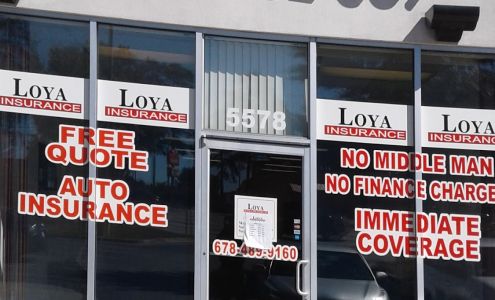 5578
LOYA
INSURANCE
LOYA
INSURANCE
FREE
QUOTE
AUTO
INSURANCE
LOYA
678-489-9160
LOYA
INSURANCE
LOYA
INSURANCE
NO MIDDLE MAN
NO FINANCE CHARGE
IMMEDIATE
COVERAGE